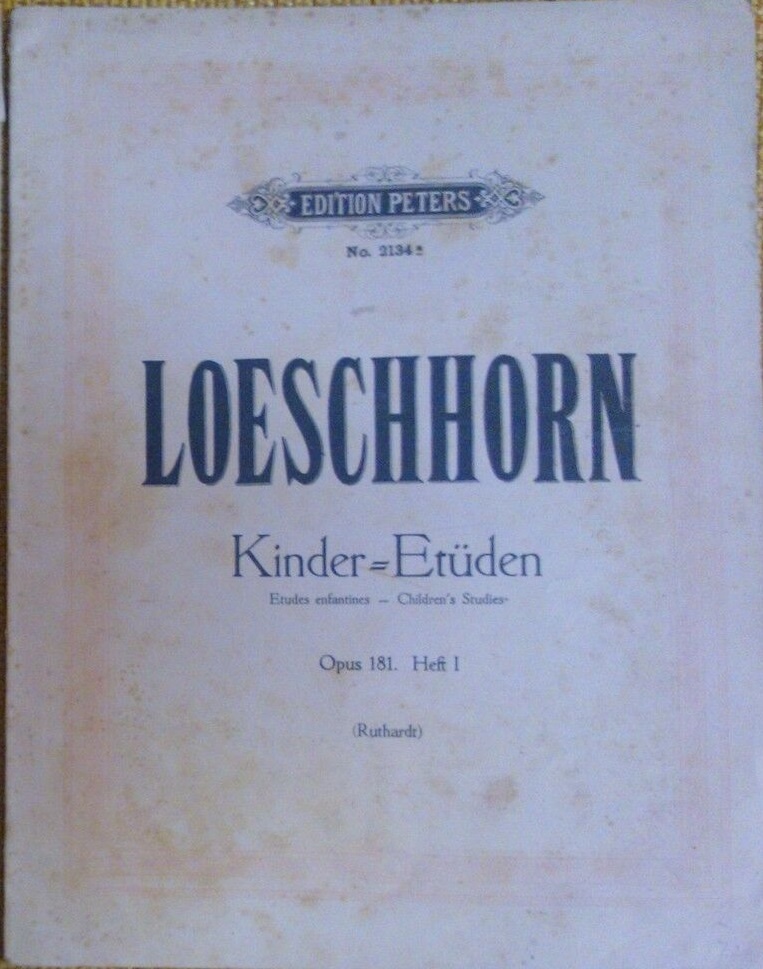 EDITION PETERS
No. 2134a
LOESCHHORN
Kinder=Etüden
Etudes enfantines — Children's Studies
Opus 181. Heft I
(Ruthardt)